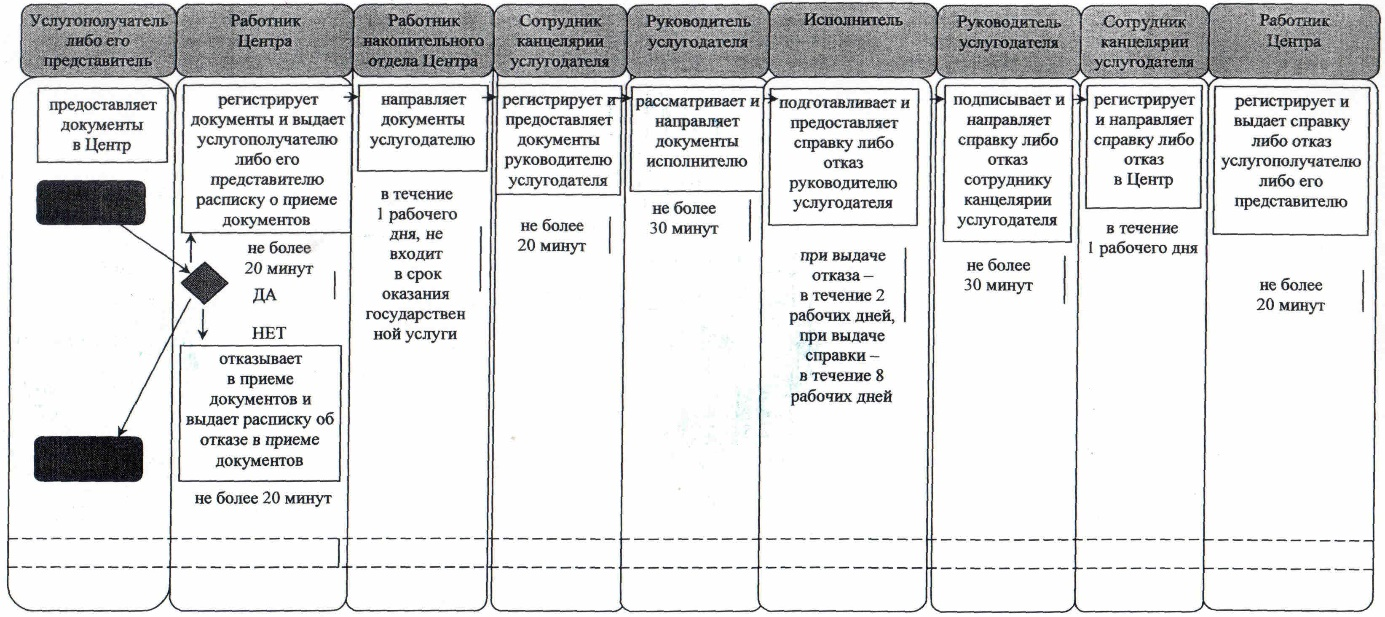 Услугополучатель
либо его
представитель
Работник
Центра
Работник
накопительного
отдела Центра
Сотрудник
канцелярии
услугодателя
Руководитель
услугодателя
Исполнитель
Руководитель
услугодателя
Сотрудник
канцелярии
услугодателя
Работник
Центра
предоставляет
документы
в Центр
регистрирует
документы и выдает
услугополучателю
либо его
представителю
расписку о приеме
документов
не более
20 минут
ДА
НЕТ
отказывает
в приеме
документов и
выдает расписку об
отказе в приеме
документов
не более 20 минут
направляет
документы
услугодателю
в течение
1 рабочего
дня, не
входит
в срок
оказания
государствен
ной услуги
регистрирует и
предоставляет
документы
руководителю
услугодателя
не более
20 минут
рассматривает и
направляет
документы
исполнителю
не более
30 минут
подготавливает и
предоставляет
справку либо
отказ
руководителю
услугодателя
при выдаче
отказа –
в течение 2
рабочих дней,
при выдаче
справки –
в течение 8
рабочих дней
подписывает и
направляет
справку либо
отказ
сотруднику
канцелярии
услугодателя
не более
30 минут
регистрирует
и направляет
справку либо
отказ
в Центр
в течение
1 рабочего дня
регистрирует и
выдает справку
либо отказ
услугополучателю
либо его
представителю
не более
20 минут